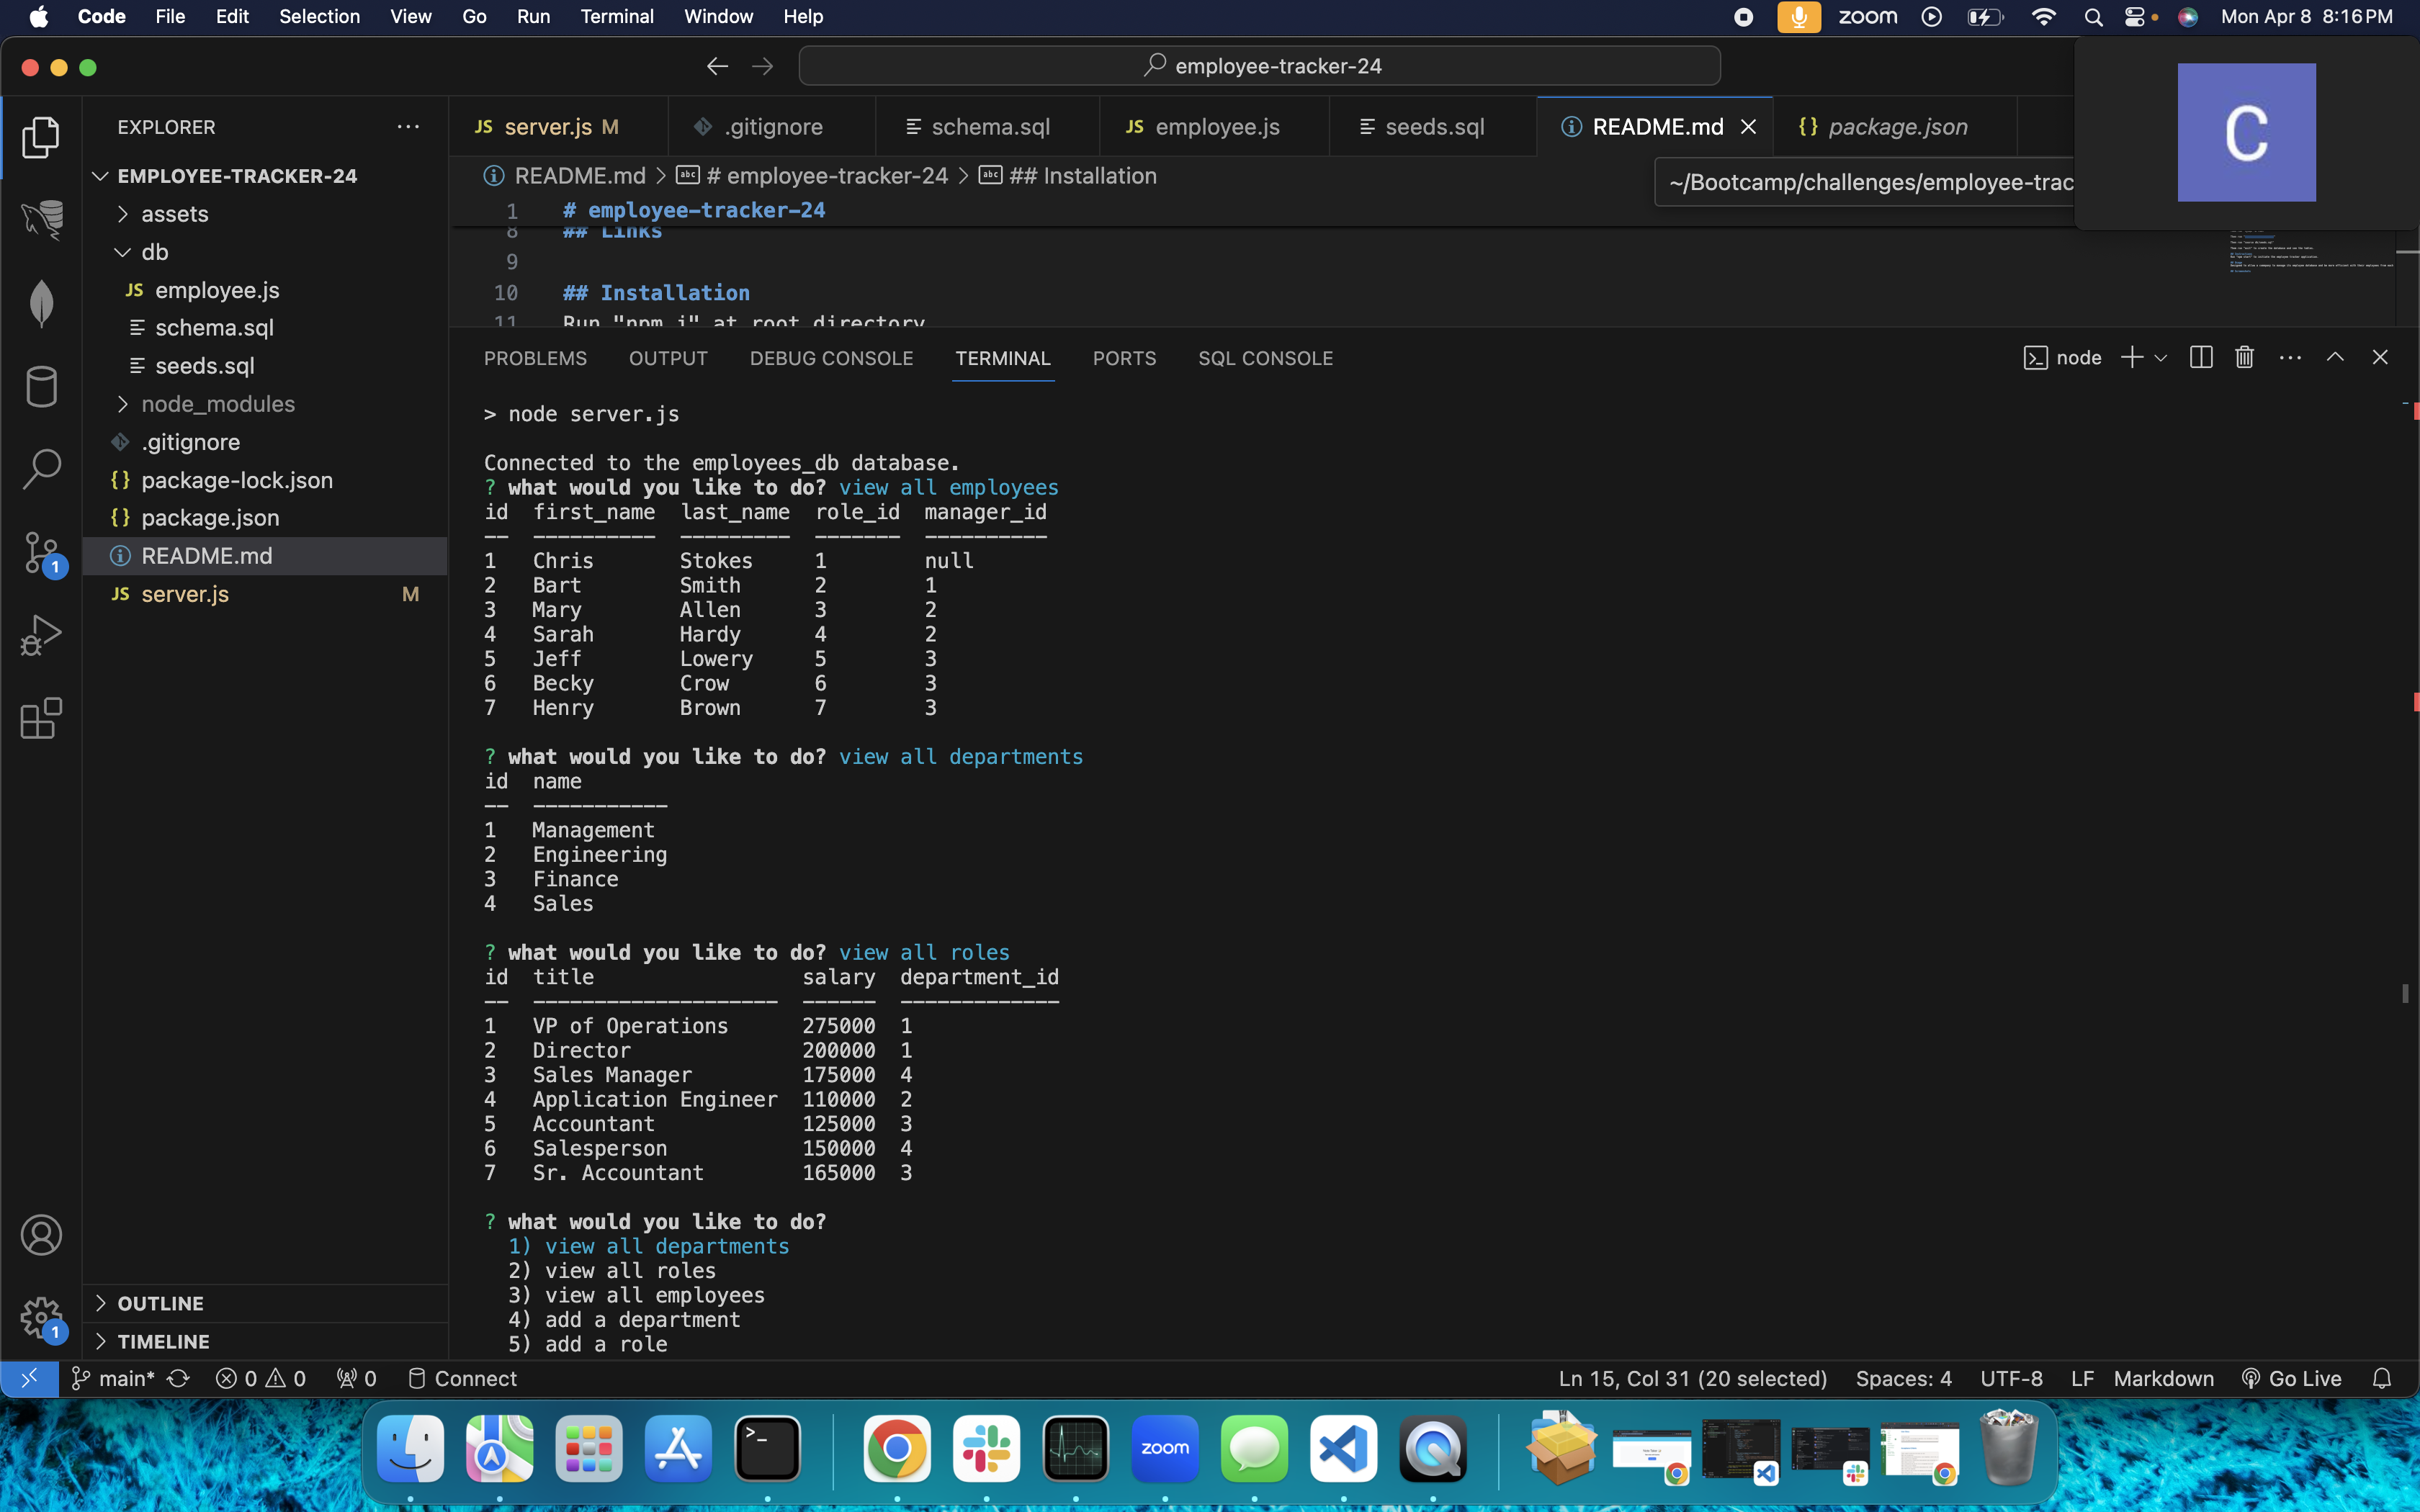 Code File Edit Selection View Go Run Terminal Window Help zoom Mon Apr 8 8:16 PM
employee-tracker-24
C
EXPLORER
EMPLOYEE-TRACKER-24
assets
db
JS employee.js
schema.sql
seeds.sql
node_modules
.gitignore
{} package-lock.json
{} package.json
README.md
JS server.js M
1
1
OUTLINE
TIMELINE
JS server.js M .gitignore schema.sql JS employee.js seeds.sql README.md {} package.json
README.md > abc # employee-tracker-24 > abc ## Installation
~/Bootcamp/challenges/employee-trac
1 # employee-tracker-24
8 ## Links
9
10 ## Installation
11 Run "npm i" at root directory
PROBLEMS OUTPUT DEBUG CONSOLE TERMINAL PORTS SQL CONSOLE node
> node server.js
Connected to the employees_db database.
? what would you like to do? view all employees
id first_name last_name role_id manager_id
-- ---------- --------- ------- ----------
1 Chris Stokes 1 null
2 Bart Smith 2 1
3 Mary Allen 3 2
4 Sarah Hardy 4 2
5 Jeff Lowery 5 3
6 Becky Crow 6 3
7 Henry Brown 7 3
? what would you like to do? view all departments
id name
-- -----------
1 Management
2 Engineering
3 Finance
4 Sales
? what would you like to do? view all roles
id title salary department_id
-- -------------------- ------ -------------
1 VP of Operations 275000 1
2 Director 200000 1
3 Sales Manager 175000 4
4 Application Engineer 110000 2
5 Accountant 125000 3
6 Salesperson 150000 4
7 Sr. Accountant 165000 3
? what would you like to do?
1) view all departments
2) view all roles
3) view all employees
4) add a department
5) add a role
main* 0 0 0 Connect Ln 15, Col 31 (20 selected) Spaces: 4 UTF-8 LF Markdown Go Live
zoom